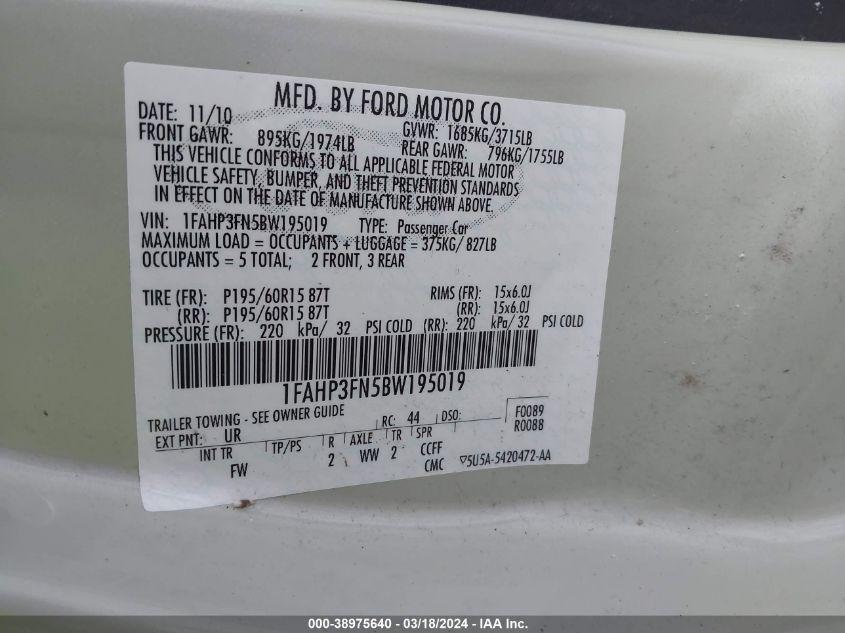 MFD. BY FORD MOTOR CO.
DATE: 11/10 GVWR: 1685KG/3715LB
FRONT GAWR: 895KG/1974LB REAR GAWR: 796KG/1755LB
THIS VEHICLE CONFORMS TO ALL APPLICABLE FEDERAL MOTOR
VEHICLE SAFETY, BUMPER, AND THEFT PREVENTION STANDARDS
IN EFFECT ON THE DATE OF MANUFACTURE SHOWN ABOVE.
VIN: 1FAHP3FN5BW195019 TYPE: Passenger Car
MAXIMUM LOAD = OCCUPANTS + LUGGAGE = 375KG/ 827LB
OCCUPANTS = 5 TOTAL; 2 FRONT, 3 REAR
TIRE (FR): P195/60R15 87T RIMS (FR): 15x6.0J
(RR): P195/60R15 87T (RR): 15x6.0J
PRESSURE (FR): 220 kPa/ 32 PSI COLD (RR): 220 kPa/ 32 PSI COLD
1FAHP3FN5BW195019
TRAILER TOWING - SEE OWNER GUIDE RC: 44 DSO: F0089
EXT PNT: UR R0088
INT TR TP/PS R AXLE TR SPR
FW 2 WW 2 CCFF
CMC ▽5U5A-5420472-AA
000-38975640 - 03/18/2024 - IAA Inc.